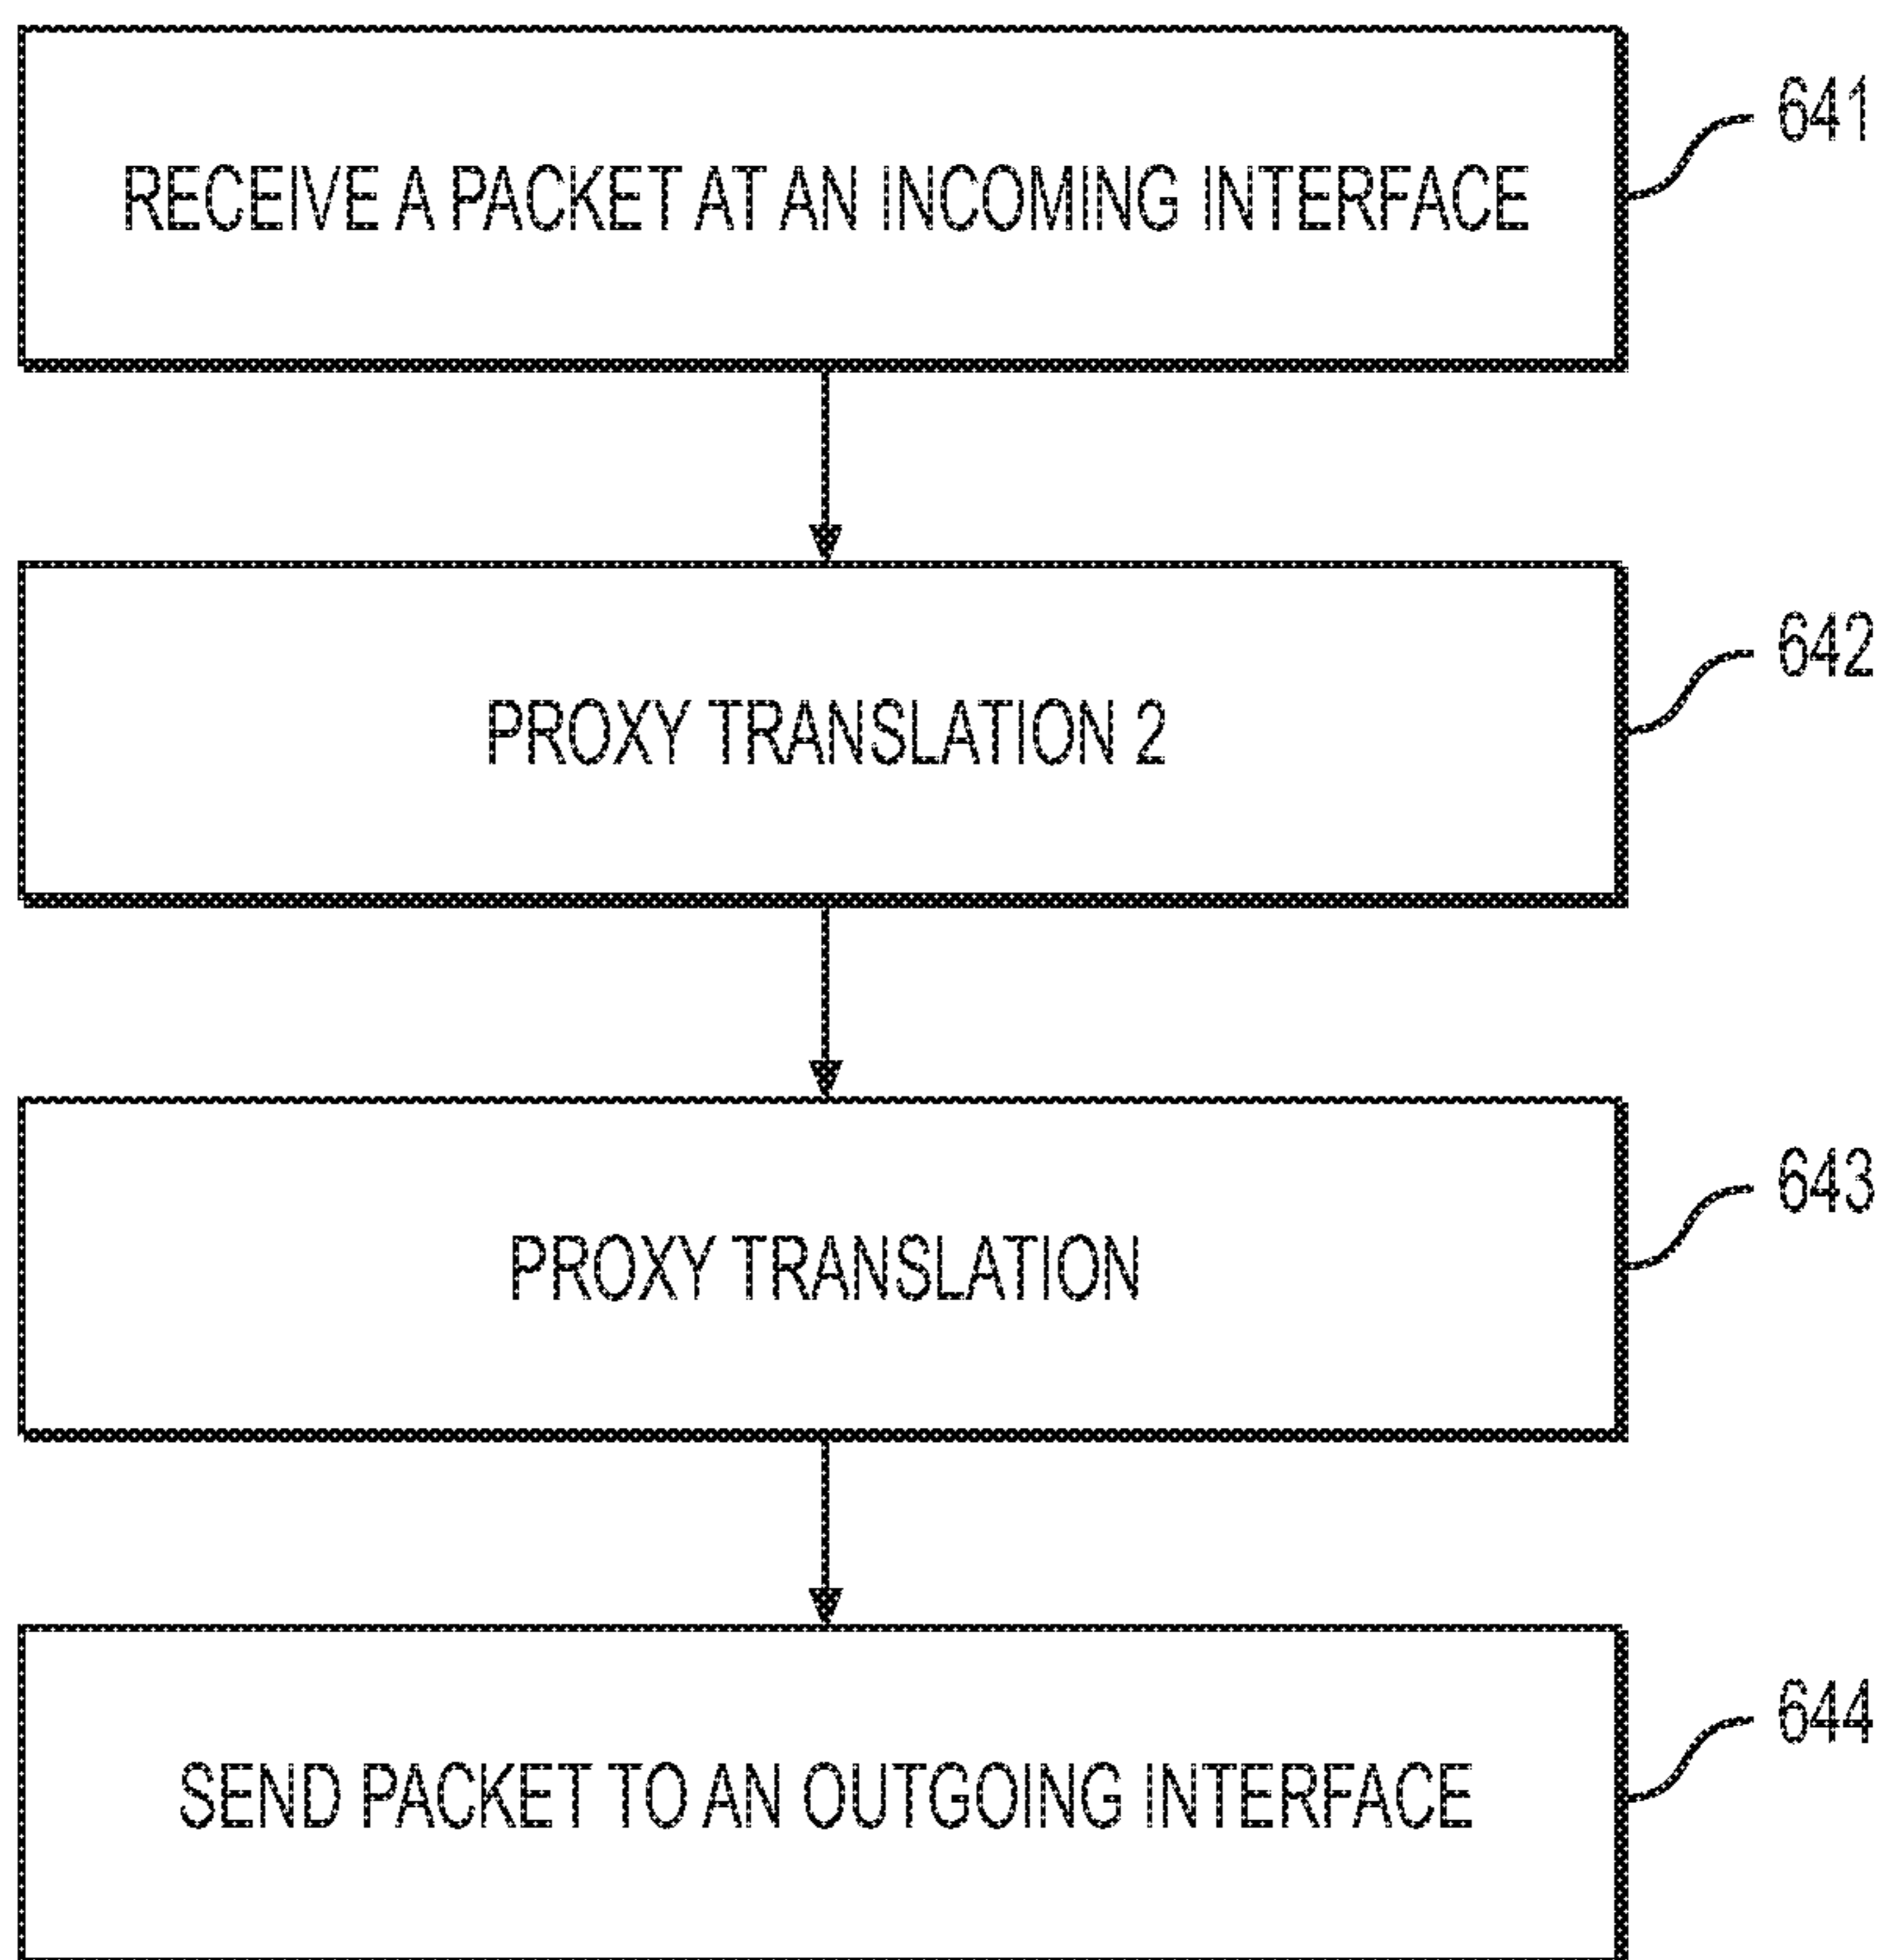 RECEIVE A PACKET AT AN INCOMING INTERFACE
641
PROXY TRANSLATION 2
642
PROXY TRANSLATION
643
SEND PACKET TO AN OUTGOING INTERFACE
644